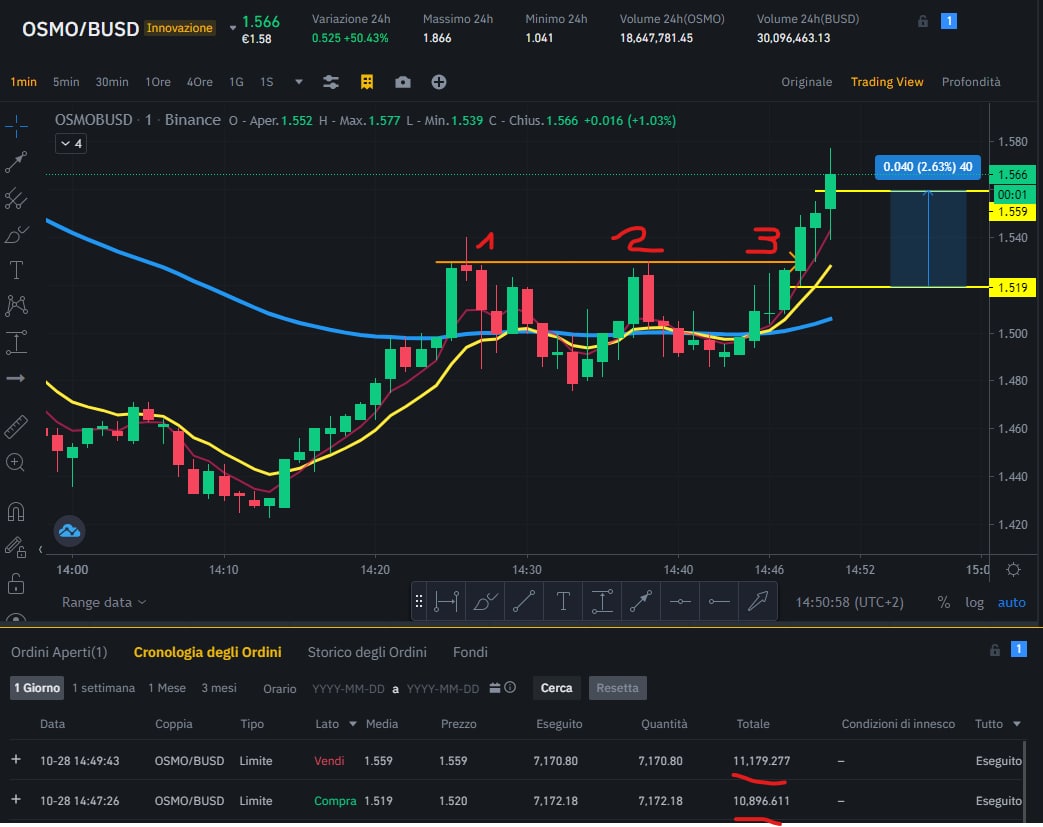 OSMO/BUSD Innovazione 1.566 €1.58
Variazione 24h 0.525 +50.43%
Massimo 24h 1.866
Minimo 24h 1.041
Volume 24h(OSMO) 18,647,781.45
Volume 24h(BUSD) 30,096,463.13
1
1min 5min 30min 1Ore 4Ore 1G 1S Originale Trading View Profondità
OSMOBUSD · 1 · Binance O - Aper.1.552 H - Max.1.577 L - Min.1.539 C - Chius.1.566 +0.016 (+1.03%)
4
1.580
0.040 (2.63%) 40
1.566
00:01
1.559
1 2 3
1.540
1.519
1.500
1.480
1.460
1.440
1.420
14:00 14:10 14:20 14:30 14:40 14:46 14:52 15:0
Range data 14:50:58 (UTC+2) % log auto
Ordini Aperti(1) Cronologia degli Ordini Storico degli Ordini Fondi 1
1 Giorno 1 settimana 1 Mese 3 mesi Orario YYYY-MM-DD a YYYY-MM-DD Cerca Resetta
Data Coppia Tipo Lato Media Prezzo Eseguito Quantità Totale Condizioni di innesco Tutto
+ 10-28 14:49:43 OSMO/BUSD Limite Vendi 1.559 1.559 7,170.80 7,170.80 11,179.277 – Eseguito
+ 10-28 14:47:26 OSMO/BUSD Limite Compra 1.519 1.520 7,172.18 7,172.18 10,896.611 – Eseguito